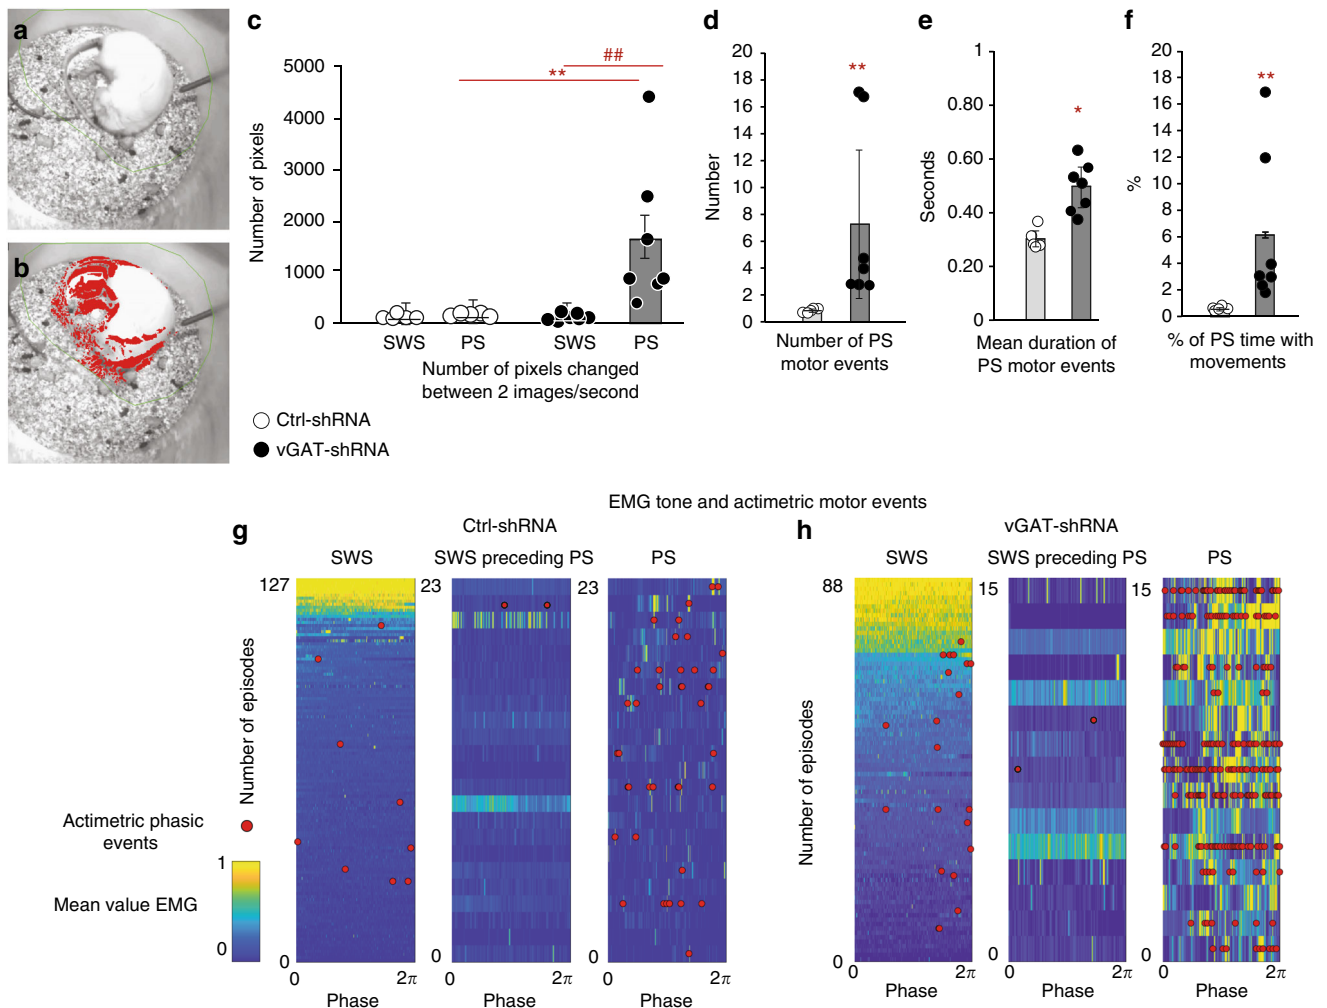 a
b
c
Number of pixels
5000
4000
3000
2000
1000
0
**
##
SWS
PS
SWS
PS
Number of pixels changed
between 2 images/second
Ctrl-shRNA
vGAT-shRNA
d
Number
20
18
16
14
12
10
8
6
4
2
0
**
Number of PS
motor events
e
Seconds
1
0.80
0.60
0.40
0.20
0
*
Mean duration of
PS motor events
f
%
20
18
16
14
12
10
8
6
4
2
0
**
% of PS time with
movements
EMG tone and actimetric motor events
g
Ctrl-shRNA
SWS
SWS preceding PS
PS
Number of episodes
127
0
23
0
23
0
0
2π
0
2π
0
2π
Phase
Phase
Actimetric phasic
events
Mean value EMG
1
0
h
vGAT-shRNA
SWS
SWS preceding PS
PS
Number of episodes
88
0
15
0
15
0
0
2π
0
2π
0
2π
Phase
Phase